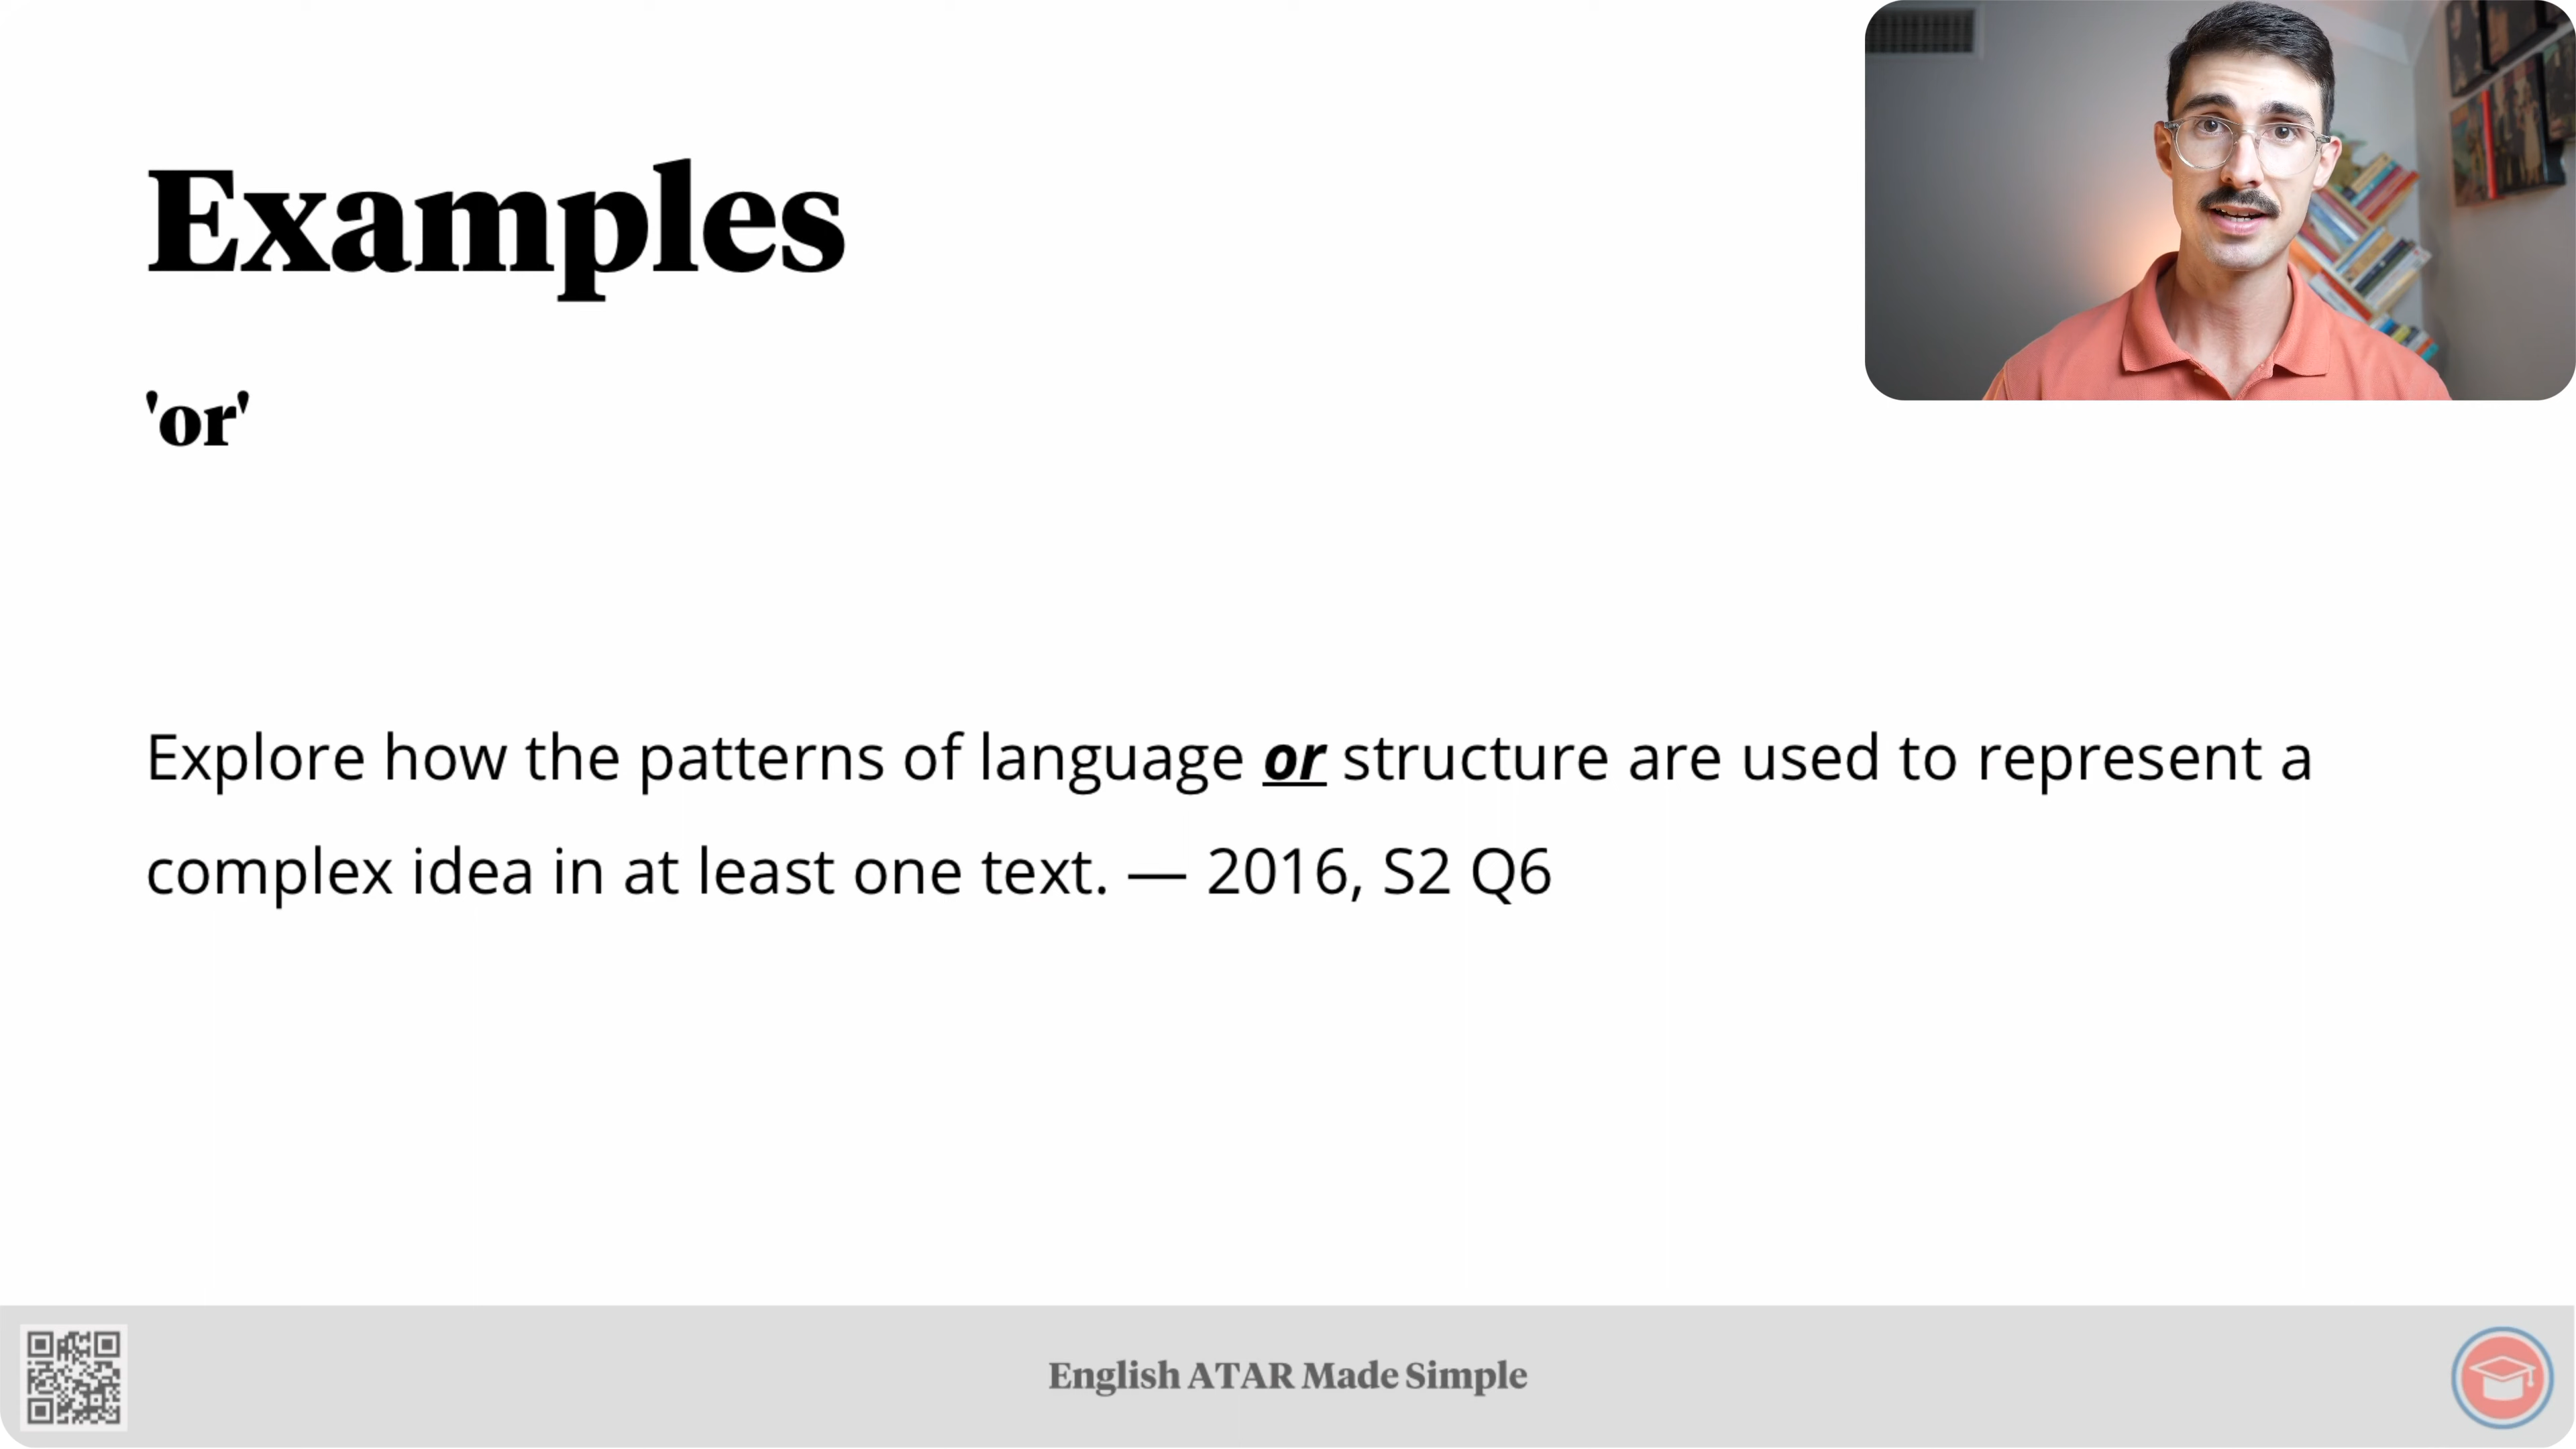 Examples
'or'
Explore how the patterns of language or structure are used to represent a
complex idea in at least one text. — 2016, S2 Q6
English ATAR Made Simple